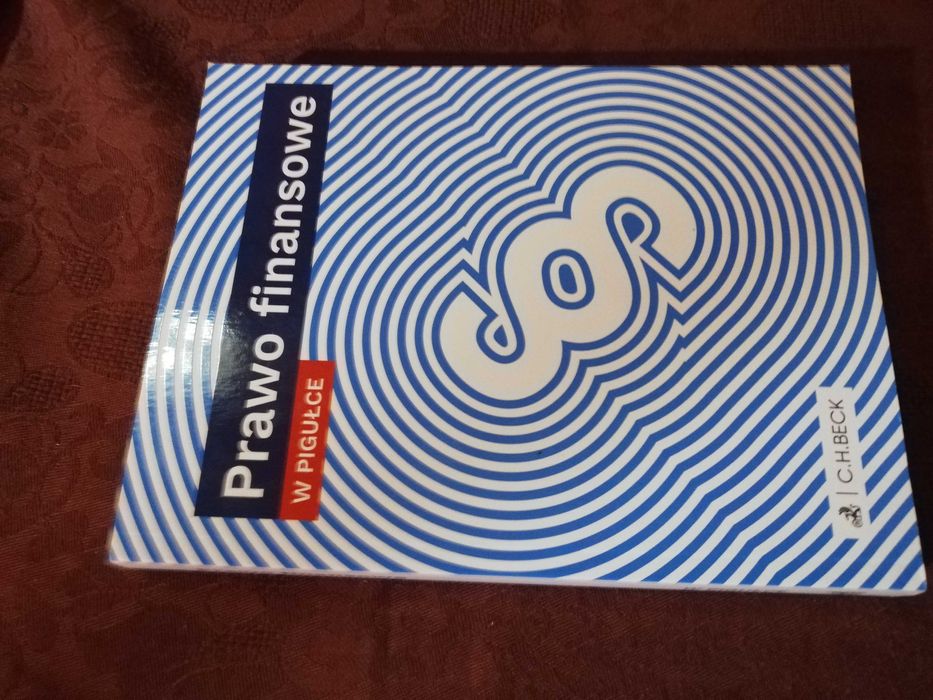 Prawo finansowe
W PIGUŁCE
§
C.H.BECK